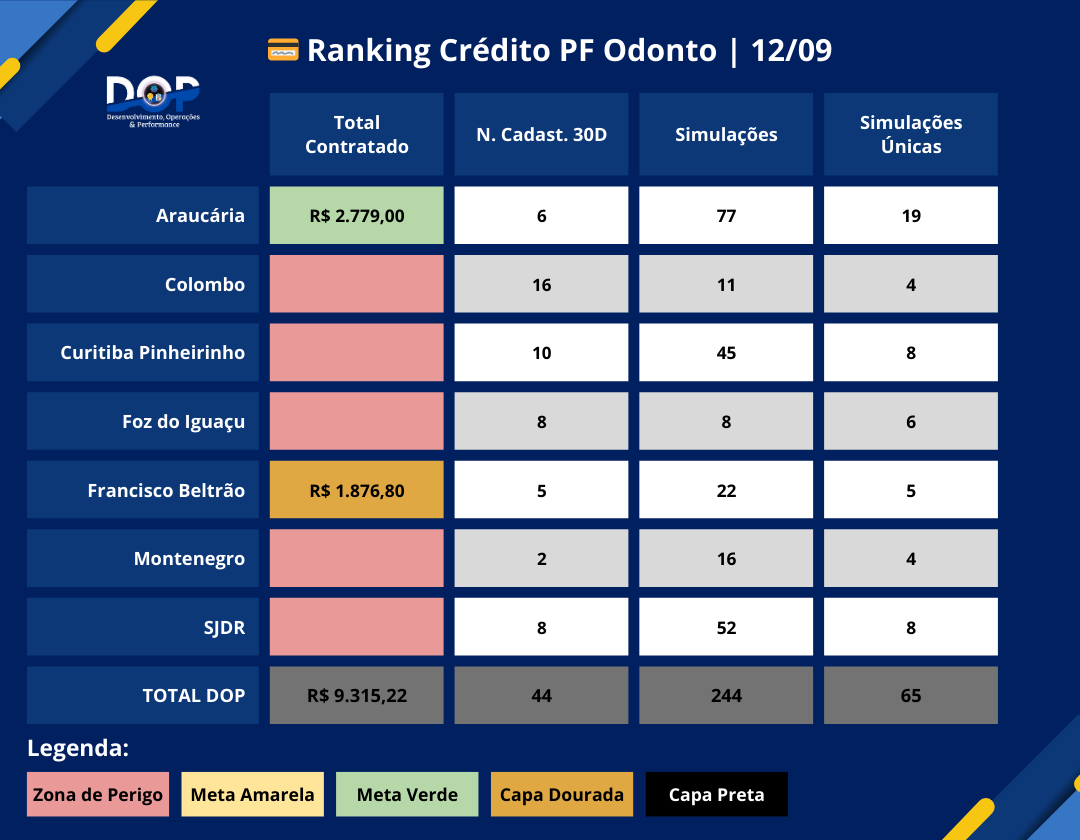 Ranking Crédito PF Odonto | 12/09
DOP
Desenvolvimento, Operações
& Performance
Total
Contratado
N. Cadast. 30D
Simulações
Simulações
Únicas
Araucária R$ 2.779,00 6 77 19
Colombo 16 11 4
Curitiba Pinheirinho 10 45 8
Foz do Iguaçu 8 8 6
Francisco Beltrão R$ 1.876,80 5 22 5
Montenegro 2 16 4
SJDR 8 52 8
TOTAL DOP R$ 9.315,22 44 244 65
Legenda:
Zona de Perigo Meta Amarela Meta Verde Capa Dourada Capa Preta